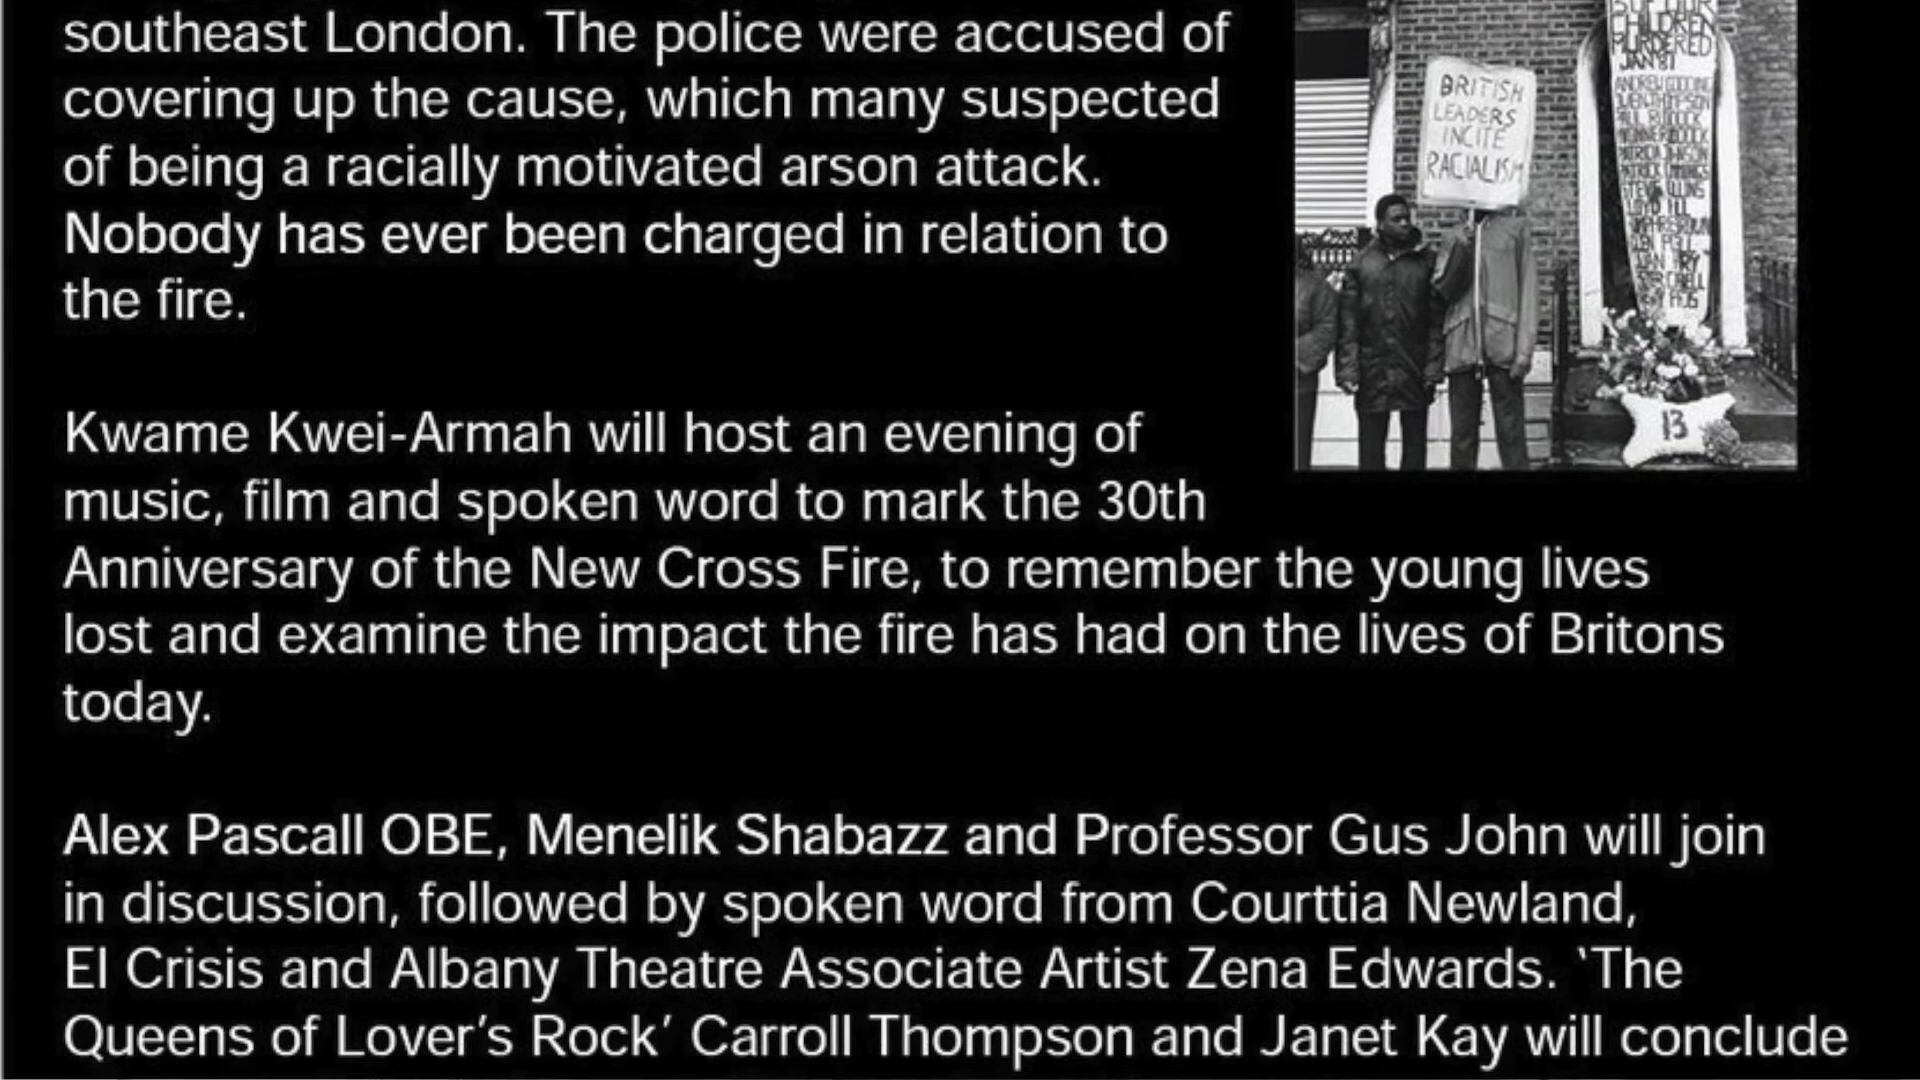 southeast London. The police were accused of
covering up the cause, which many suspected
of being a racially motivated arson attack.
Nobody has ever been charged in relation to
the fire.
Kwame Kwei-Armah will host an evening of
music, film and spoken word to mark the 30th
Anniversary of the New Cross Fire, to remember the young lives
lost and examine the impact the fire has had on the lives of Britons
today.
Alex Pascall OBE, Menelik Shabazz and Professor Gus John will join
in discussion, followed by spoken word from Courttia Newland,
El Crisis and Albany Theatre Associate Artist Zena Edwards. ‘The
Queens of Lover’s Rock’ Carroll Thompson and Janet Kay will conclude
BRITISH
LEADERS
INCITE
RACIALISM
CHILDREN
MURDERED
JAN 81
13